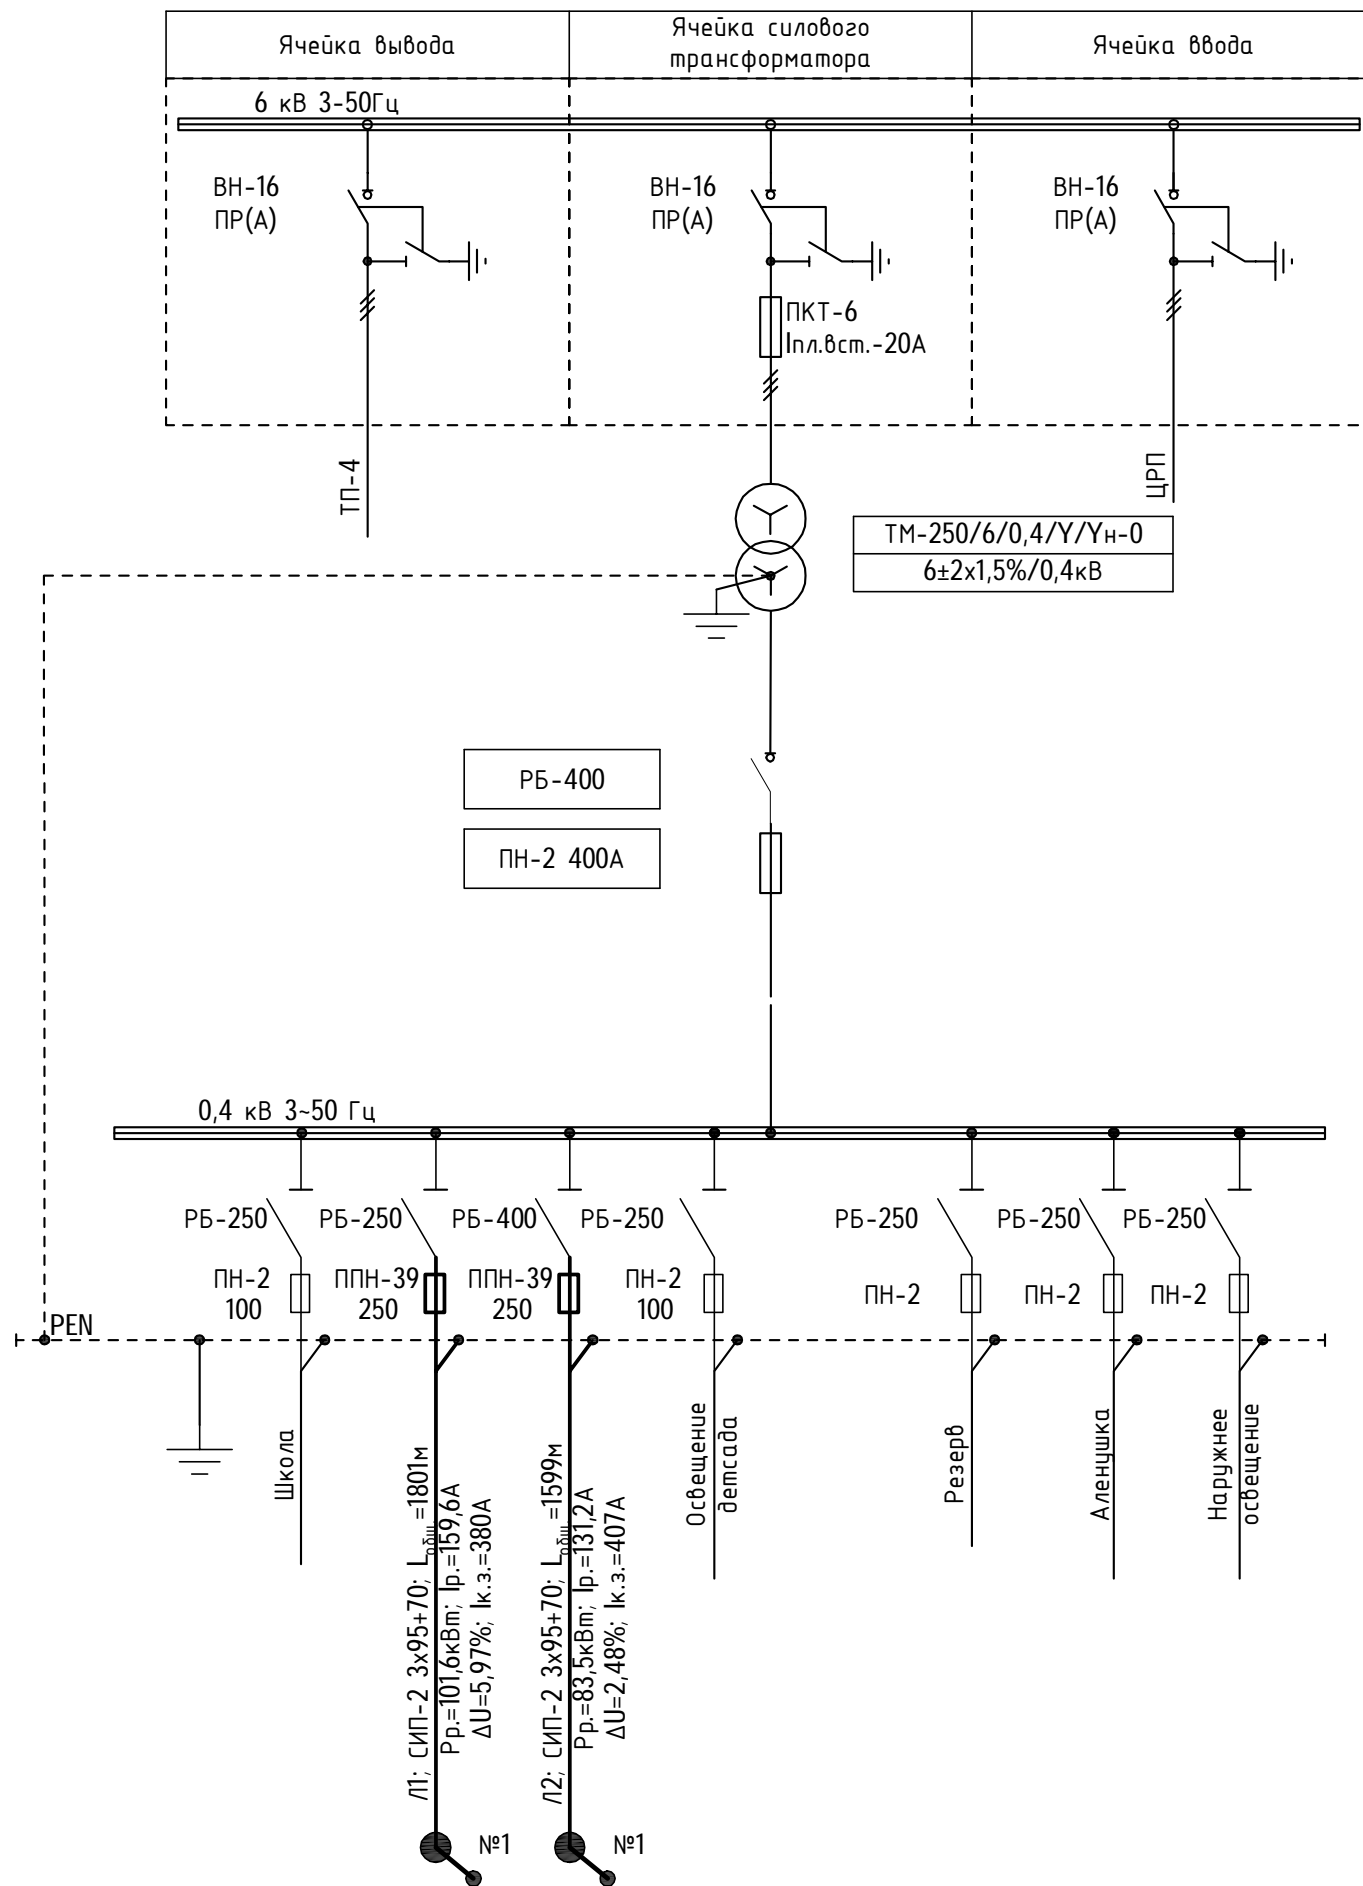 Ячейка вывода
Ячейка силового
трансформатора
Ячейка ввода
6 кВ 3-50Гц
ВН-16
ПР(А)
ВН-16
ПР(А)
ВН-16
ПР(А)
ПКТ-6
Iпл.вст.-20А
ТП-4
ЦРП
ТМ-250/6/0,4/Y/Yн-0
6±2х1,5%/0,4кВ
РБ-400
ПН-2 400А
0,4 кВ 3~50 Гц
РБ-250
РБ-250
РБ-400
РБ-250
РБ-250
РБ-250
РБ-250
ПН-2
100
ППН-39
250
ППН-39
250
ПН-2
100
ПН-2
ПН-2
ПН-2
PEN
Школа
Л1; СИП-2 3х95+70; Lобщ.=1801м
Рр.=101,6кВт; Iр.=159,6А
ΔU=5,97%; Iк.з.=380А
Л2; СИП-2 3х95+70; Lобщ.=1599м
Рр.=83,5кВт; Iр.=131,2А
ΔU=2,48%; Iк.з.=407А
Освещение
детсада
Резерв
Аленушка
Наружнее
освещение
№1
№1